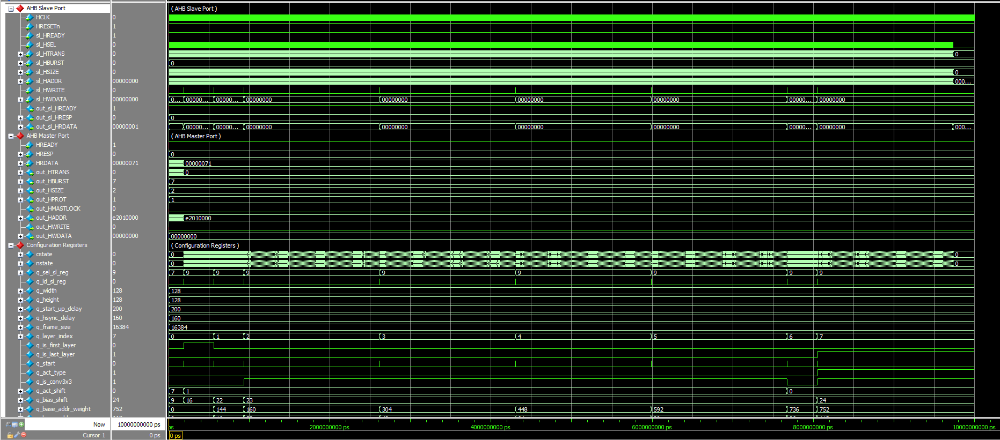 AHB Slave Port ( AHB Slave Port )
HCLK 0
HRESETn 1
sl_HREADY 1
sl_HSEL 0
sl_HTRANS 0 0
sl_HBURST 0 0
sl_HSIZE 0 0
sl_HADDR 00000000 000...
sl_HWRITE 0
sl_HWDATA 00000000 0... 00000... 00000... 00000000 00000000 00000000 00000000 00000... 00000000
out_sl_HREADY 1
out_sl_HRESP 0 0
out_sl_HRDATA 00000001 00000... 00000... 00000000 00000000 00000000 00000000 00000... 00000000 000...
AHB Master Port ( AHB Master Port )
HREADY 1
HRESP 0 0
HRDATA 00000071 00000071
out_HTRANS 0 0
out_HBURST 7 7
out_HSIZE 2 2
out_HPROT 1 1
out_HMASTLOCK 0
out_HADDR e2010000 e2010000
out_HWRITE 0
out_HWDATA 00000000 00000000
Cstate Configuration Registers ( Configuration Registers )
cstate 0 0 0
nstate 0 0 0
q_sel_sl_reg 9 7 9 9 9 9 9 9 9 9
q_ld_sl_reg 0
q_width 128 128
q_height 128 128
q_start_up_delay 200 200
q_hsync_delay 160 160
q_frame_size 16384 16384
q_layer_index 7 0 1 2 3 4 5 6 7
q_is_first_layer 0
q_is_last_layer 1
q_start 0
q_act_type 1
q_is_conv3x3 1
q_act_shift 0 7 1 0
q_bias_shift 24 9 16 22 23 24
q_base_addr_weight 752 0 144 160 304 448 592 736 752
Now 10000000000 ps ps 2000000000 ps 4000000000 ps 6000000000 ps 8000000000 ps 10000000000 ps
Cursor 1 0 ps 0 ps